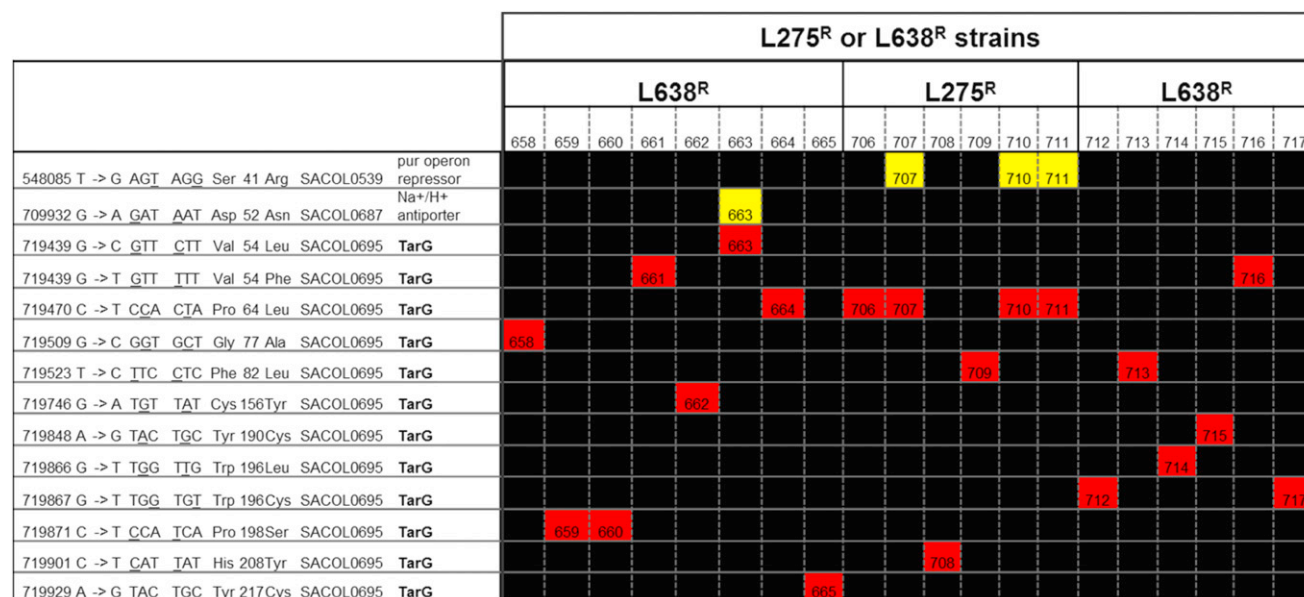 L275ᴿ or L638ᴿ strains
L638ᴿ L275ᴿ L638ᴿ
658 659 660 661 662 663 664 665 706 707 708 709 710 711 712 713 714 715 716 717
548085 T -> G AGT AGG Ser 41 Arg SACOL0539 pur operon repressor 707 710 711
709932 G -> A GAT AAT Asp 52 Asn SACOL0687 Na+/H+ antiporter 663
719439 G -> C GTT CTT Val 54 Leu SACOL0695 TarG 663
719439 G -> T GTT TTT Val 54 Phe SACOL0695 TarG 661 716
719470 C -> T CCA CTA Pro 64 Leu SACOL0695 TarG 664 706 707 710 711
719509 G -> C GGT GCT Gly 77 Ala SACOL0695 TarG 658
719523 T -> C TTC CTC Phe 82 Leu SACOL0695 TarG 709 713
719746 G -> A TGT TAT Cys 156Tyr SACOL0695 TarG 662
719848 A -> G TAC TGC Tyr 190Cys SACOL0695 TarG 715
719866 G -> T TGG TTG Trp 196Leu SACOL0695 TarG 714
719867 G -> T TGG TGT Trp 196Cys SACOL0695 TarG 712 717
719871 C -> T CCA TCA Pro 198Ser SACOL0695 TarG 659 660
719901 C -> T CAT TAT His 208Tyr SACOL0695 TarG 708
719929 A -> G TAC TGC Tyr 217Cys SACOL0695 TarG 665